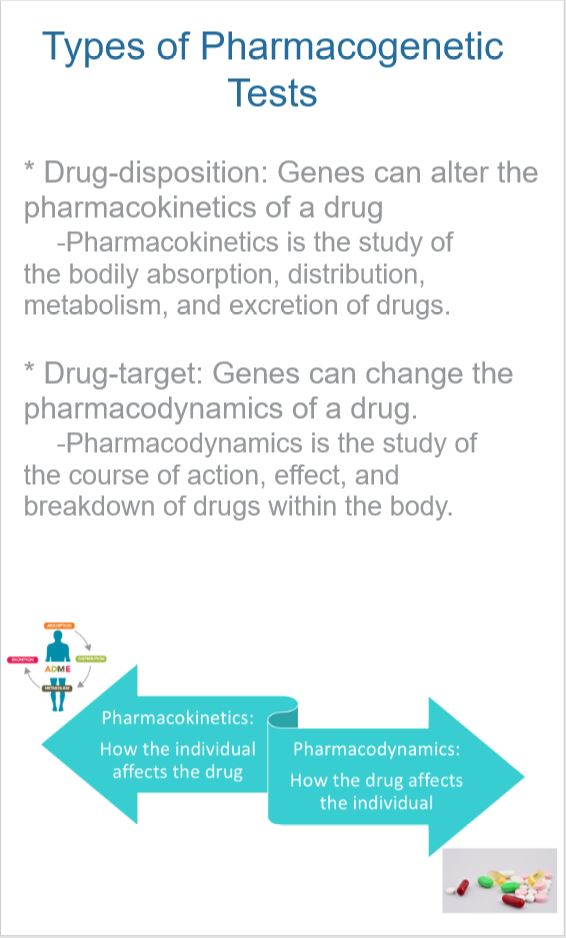 Types of Pharmacogenetic
Tests
* Drug-disposition: Genes can alter the
pharmacokinetics of a drug
-Pharmacokinetics is the study of
the bodily absorption, distribution,
metabolism, and excretion of drugs.
* Drug-target: Genes can change the
pharmacodynamics of a drug.
-Pharmacodynamics is the study of
the course of action, effect, and
breakdown of drugs within the body.
ABSORPTION
EXCRETION
DISTRIBUTION
ADME
METABOLISM
Pharmacokinetics:
How the individual
affects the drug
Pharmacodynamics:
How the drug affects
the individual